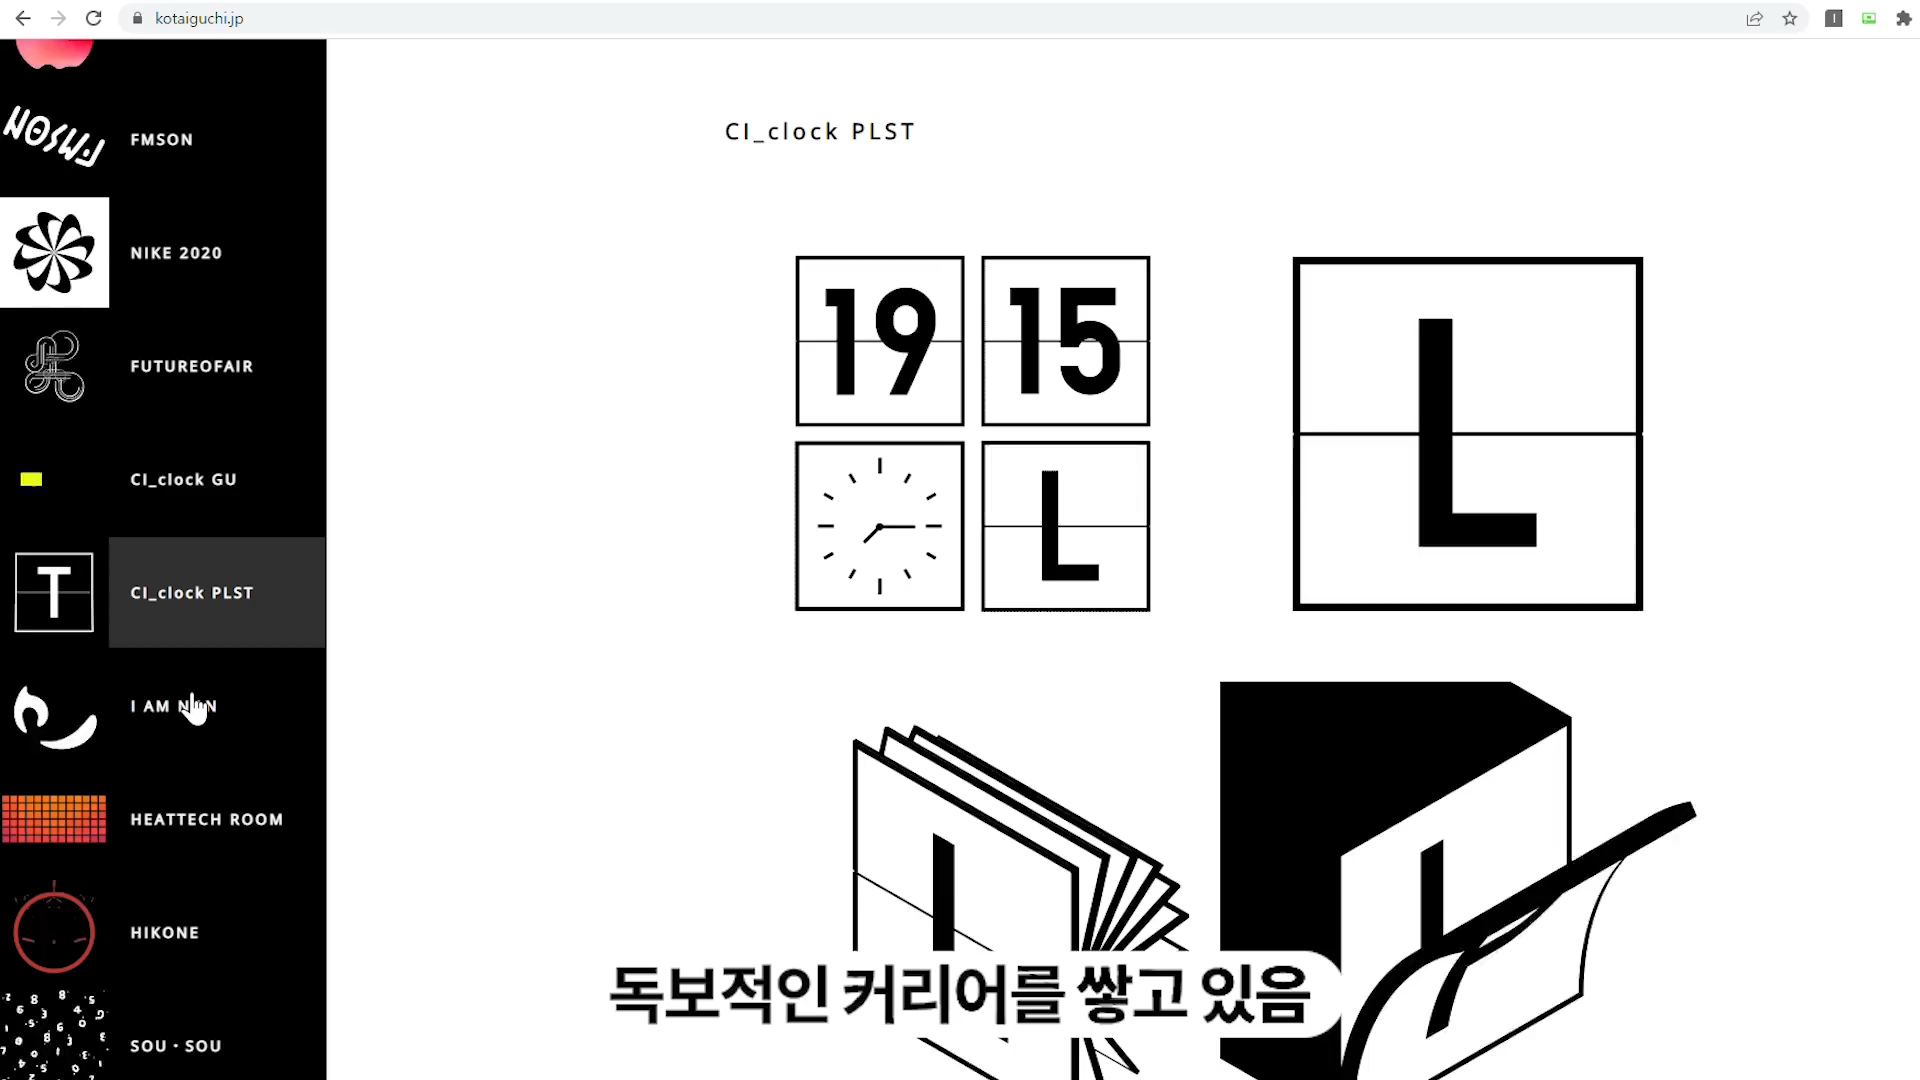 kotaiguchi.jp
FMSON
FMSON
NIKE 2020
FUTUREOFAIR
CI_clock GU
T
CI_clock PLST
I AM
HEATTECH ROOM
HIKONE
SOU・SOU
CI_clock PLST
19
15
L
L
L
L
독보적인 커리어를 쌓고 있음